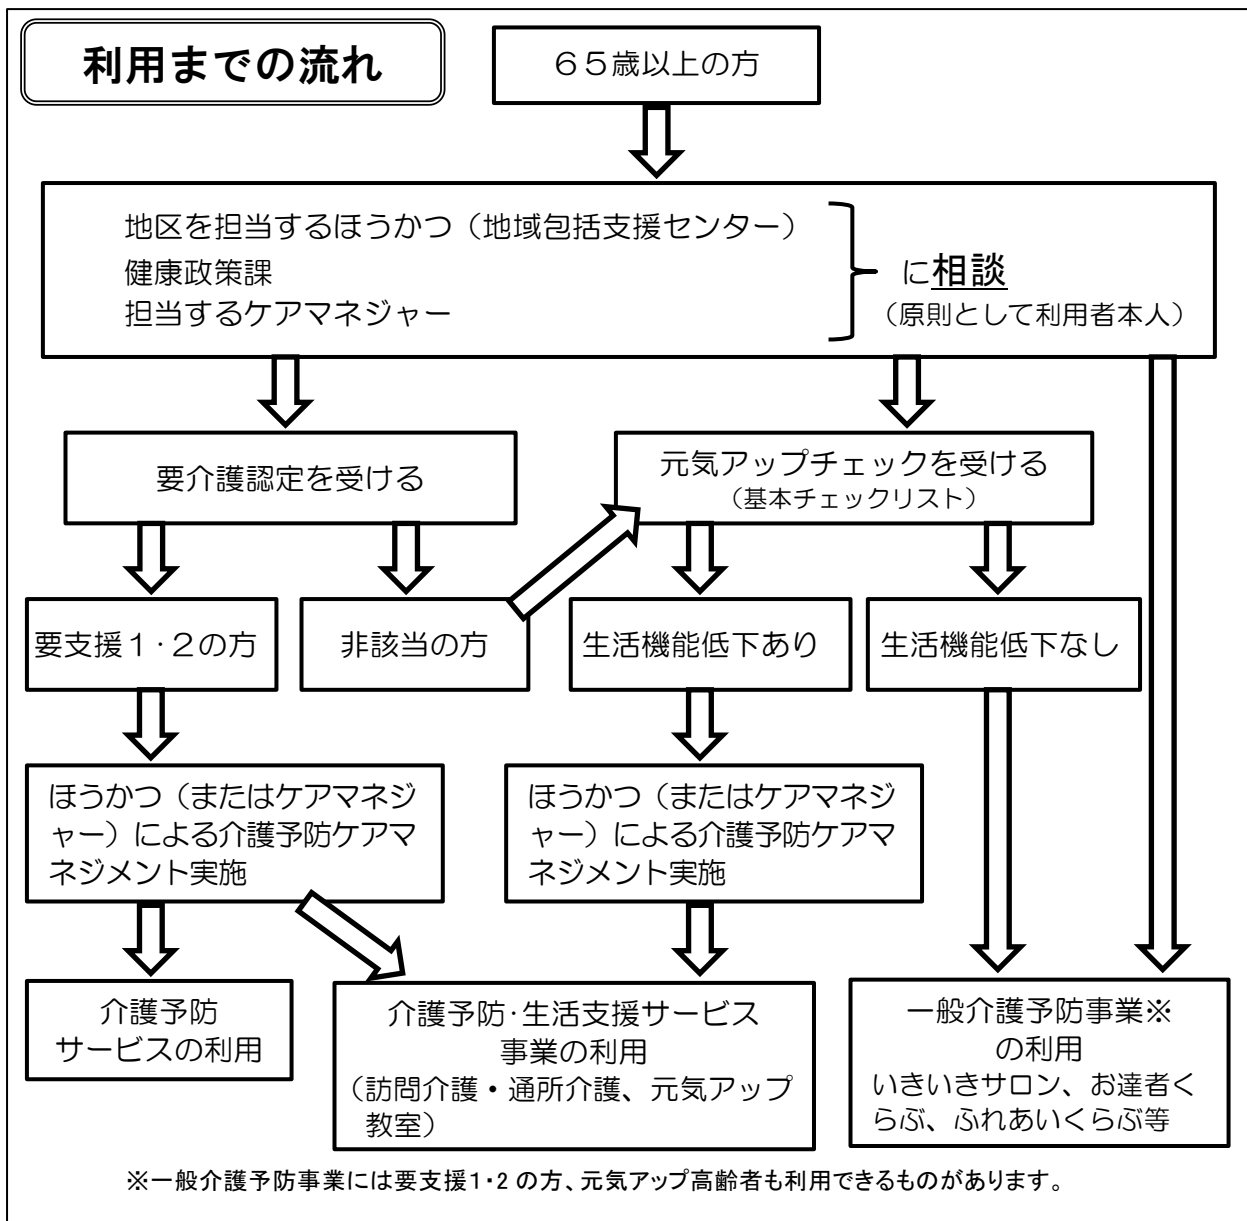 利用までの流れ
６５歳以上の方
地区を担当するほうかつ（地域包括支援センター）
健康政策課
担当するケアマネジャー
に相談
（原則として利用者本人）
要介護認定を受ける
元気アップチェックを受ける
（基本チェックリスト）
要支援１･２の方
非該当の方
生活機能低下あり
生活機能低下なし
ほうかつ（またはケアマネジ
ャー）による介護予防ケアマ
ネジメント実施
ほうかつ（またはケアマネジ
ャー）による介護予防ケアマ
ネジメント実施
介護予防
サービスの利用
介護予防･生活支援サービス
事業の利用
（訪問介護・通所介護、元気アップ
教室）
一般介護予防事業※
の利用
いきいきサロン、お達者く
らぶ、ふれあいくらぶ等
※一般介護予防事業には要支援1･2 の方、元気アップ高齢者も利用できるものがあります。